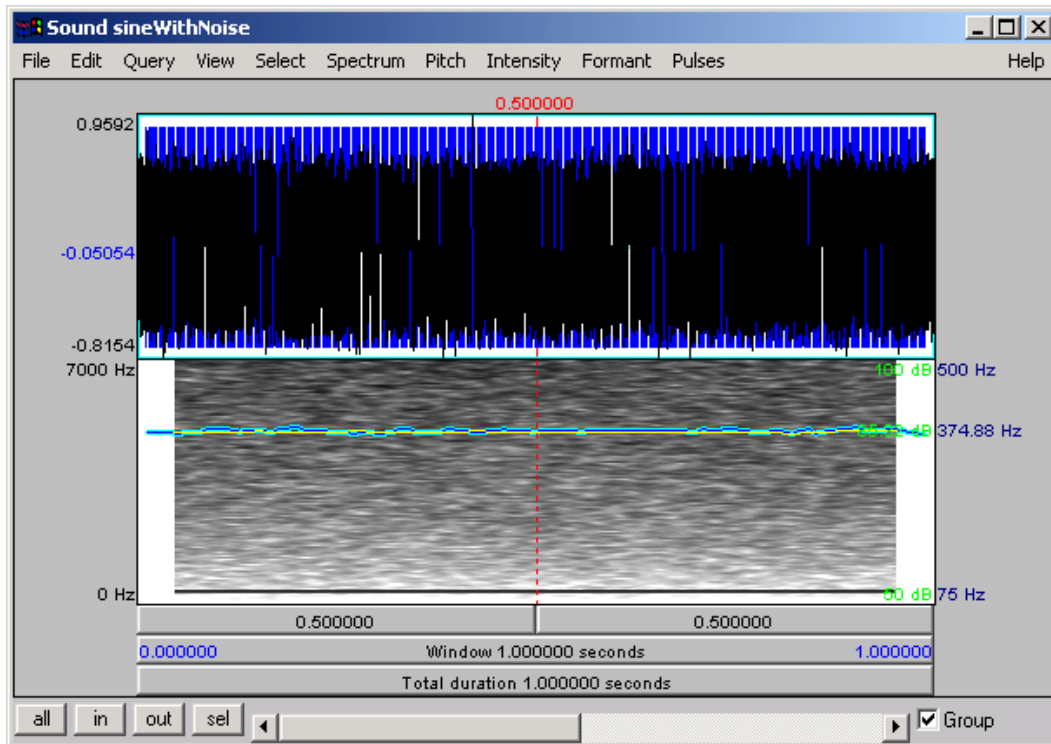 Sound sineWithNoise
File Edit Query View Select Spectrum Pitch Intensity Formant Pulses Help
0.500000
0.9592
-0.05054
-0.8154
7000 Hz 100 dB 500 Hz
374.88 Hz
0 Hz 50 dB 75 Hz
0.500000 0.500000
0.000000 Window 1.000000 seconds 1.000000
Total duration 1.000000 seconds
all in out sel Group